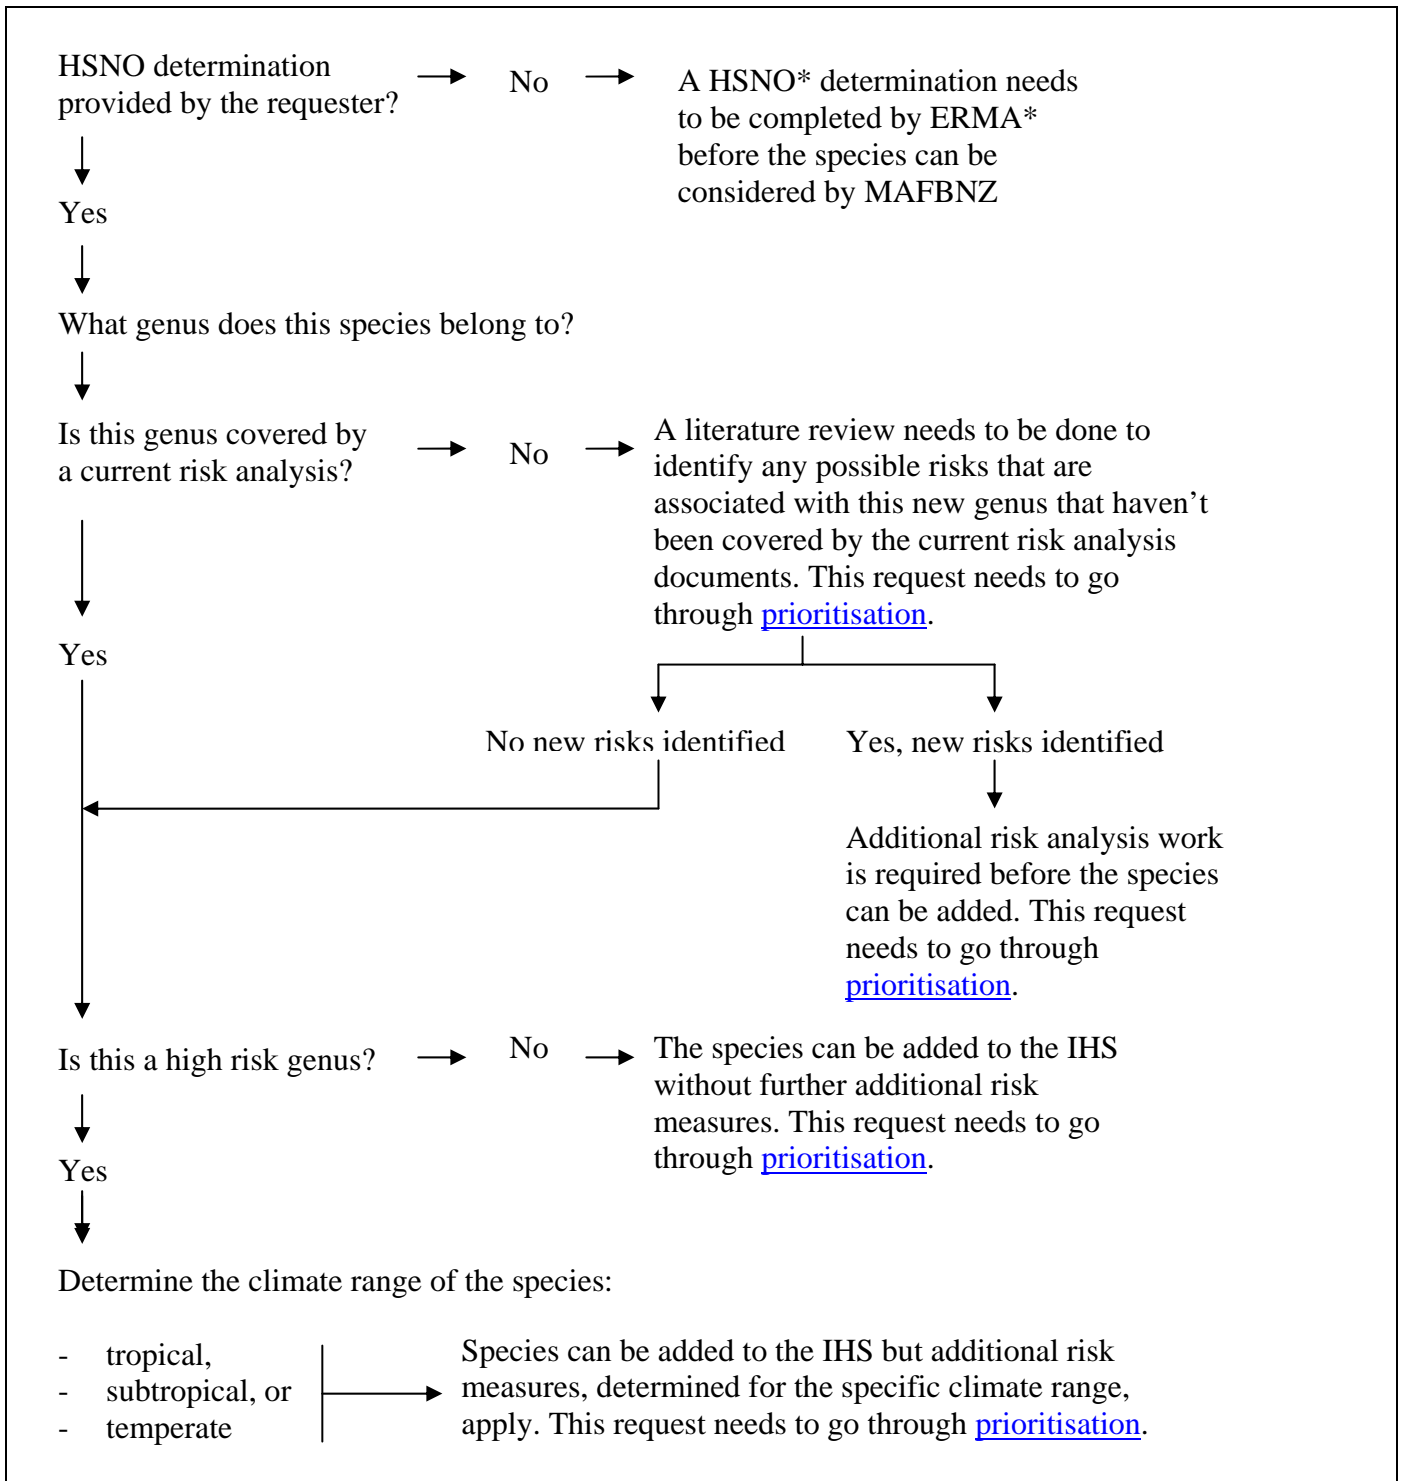 HSNO determination
provided by the requester?
No
A HSNO* determination needs
to be completed by ERMA*
before the species can be
considered by MAFBNZ
Yes
What genus does this species belong to?
Is this genus covered by
a current risk analysis?
No
A literature review needs to be done to
identify any possible risks that are
associated with this new genus that haven’t
been covered by the current risk analysis
documents. This request needs to go
through prioritisation.
Yes
No new risks identified
Yes, new risks identified
Additional risk analysis work
is required before the species
can be added. This request
needs to go through
prioritisation.
Is this a high risk genus?
No
The species can be added to the IHS
without further additional risk
measures. This request needs to go
through prioritisation.
Yes
Determine the climate range of the species:
- tropical,
- subtropical, or
- temperate
Species can be added to the IHS but additional risk
measures, determined for the specific climate range,
apply. This request needs to go through prioritisation.